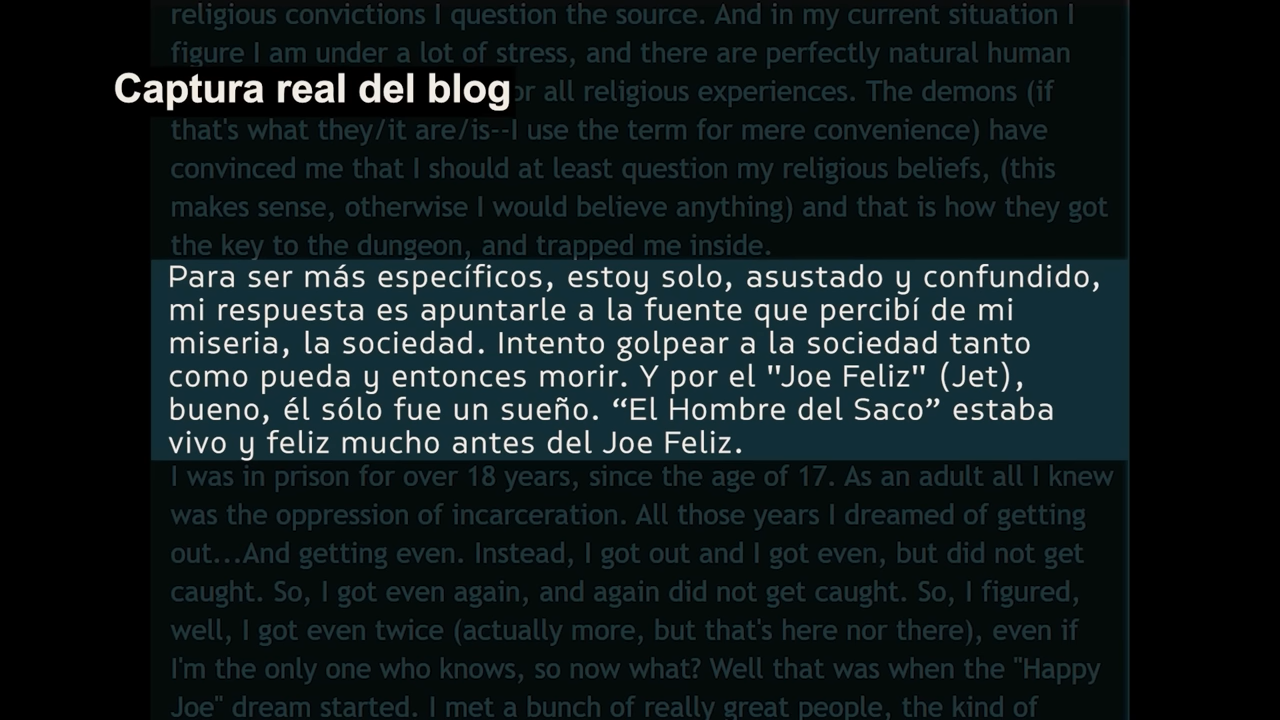 religious convictions I question the source. And in my current situation I
figure I am under a lot of stress, and there are perfectly natural human
Captura real del blog
or all religious experiences. The demons (if
that's what they/it are/is--I use the term for mere convenience) have
convinced me that I should at least question my religious beliefs, (this
makes sense, otherwise I would believe anything) and that is how they got
the key to the dungeon, and trapped me inside.
Para ser más específicos, estoy solo, asustado y confundido,
mi respuesta es apuntarle a la fuente que percibí de mi
miseria, la sociedad. Intento golpear a la sociedad tanto
como pueda y entonces morir. Y por el "Joe Feliz" (Jet),
bueno, él sólo fue un sueño. “El Hombre del Saco” estaba
vivo y feliz mucho antes del Joe Feliz.
I was in prison for over 18 years, since the age of 17. As an adult all I knew
was the oppression of incarceration. All those years I dreamed of getting
out...And getting even. Instead, I got out and I got even, but did not get
caught. So, I got even again, and again did not get caught. So, I figured,
well, I got even twice (actually more, but that's here nor there), even if
I'm the only one who knows, so now what? Well that was when the "Happy
Joe" dream started. I met a bunch of really great people, the kind of